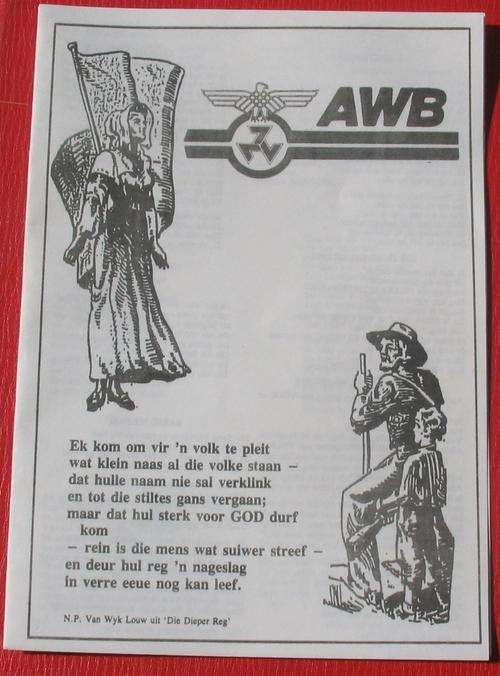 AWB
Ek kom om vir 'n volk te pleit
wat klein naas al die volke staan –
dat hulle naam nie sal verklink
en tot die stiltes gans vergaan;
maar dat hul sterk voor GOD durf
kom
– rein is die mens wat suiwer streef –
en deur hul reg 'n nageslag
in verre eeue nog kan leef.
N.P. Van Wyk Louw uit 'Die Dieper Reg'